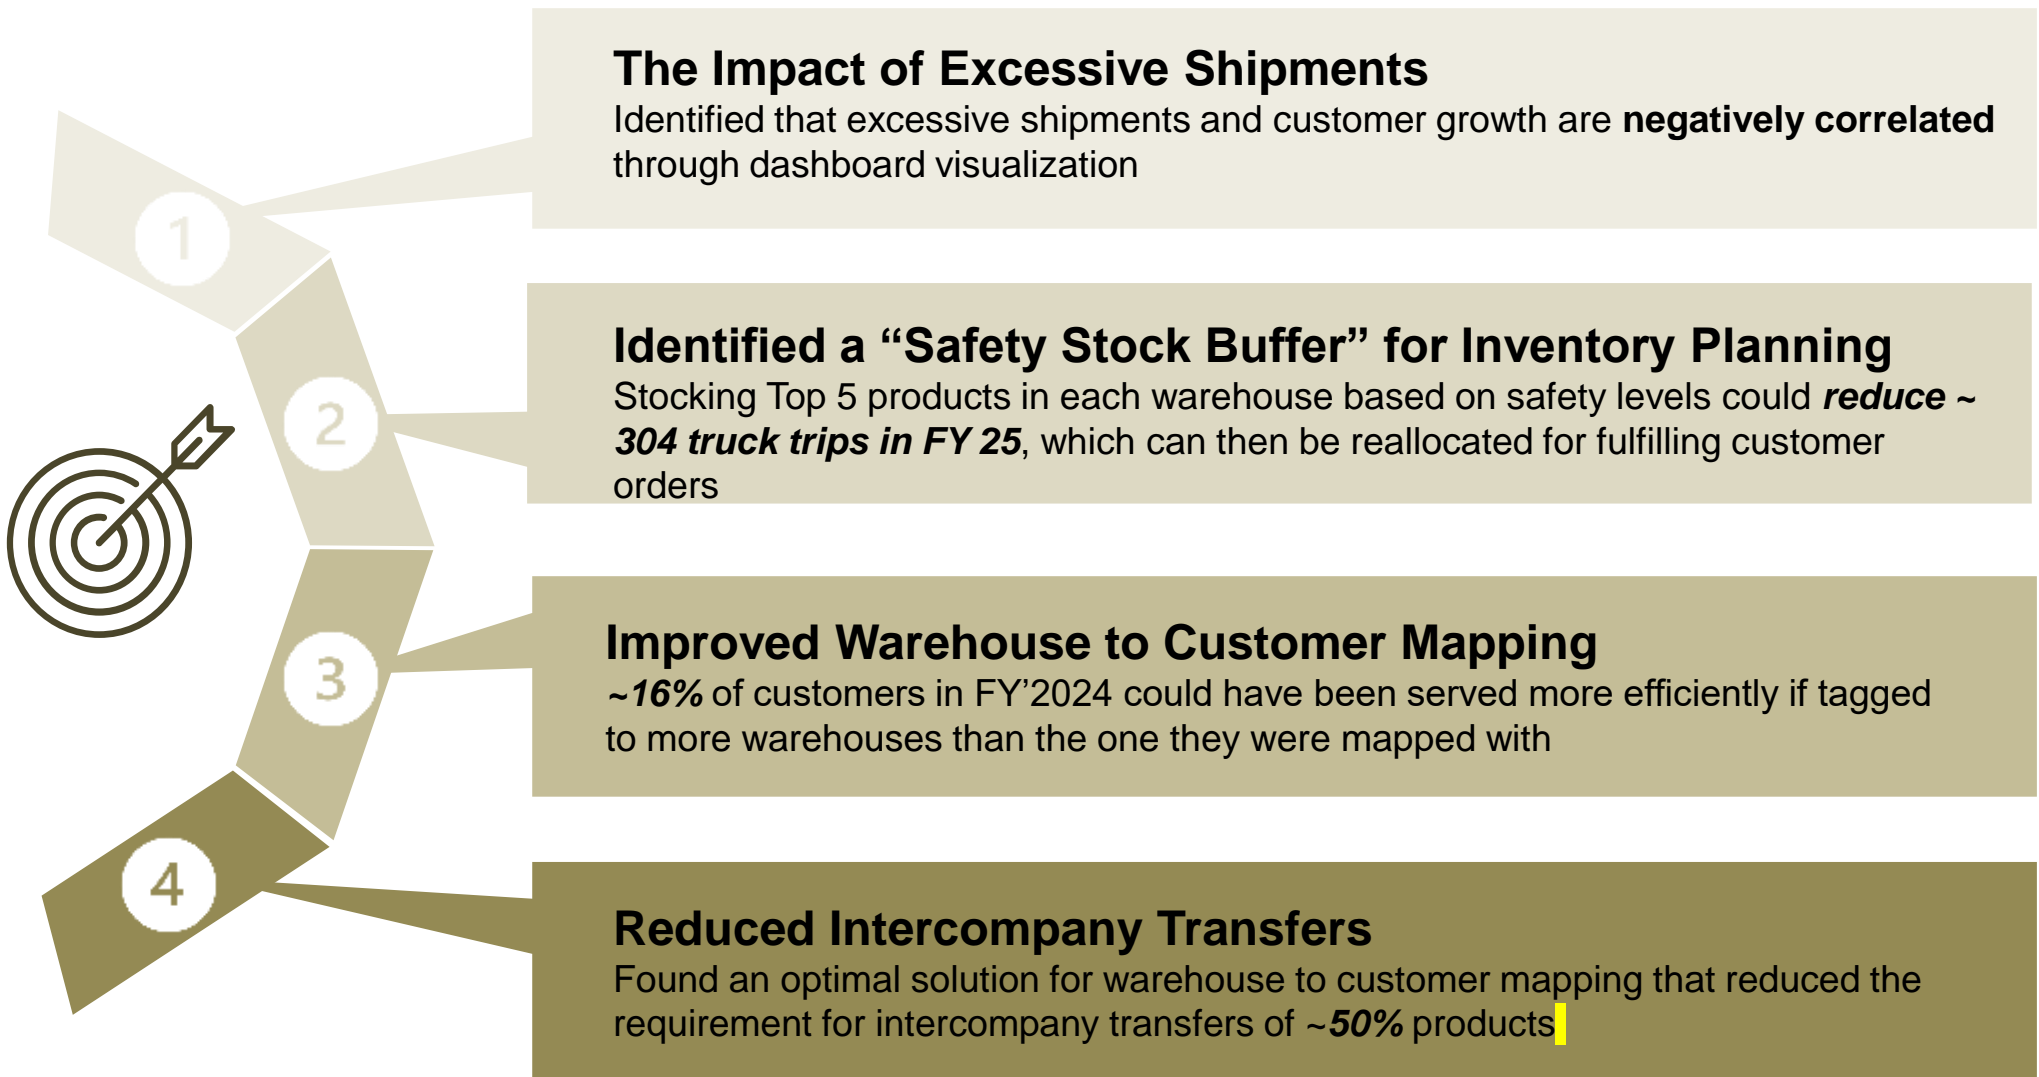 The Impact of Excessive Shipments
Identified that excessive shipments and customer growth are negatively correlated
through dashboard visualization
1
Identified a “Safety Stock Buffer” for Inventory Planning
Stocking Top 5 products in each warehouse based on safety levels could reduce ~
304 truck trips in FY 25, which can then be reallocated for fulfilling customer
orders
2
Improved Warehouse to Customer Mapping
~16% of customers in FY’2024 could have been served more efficiently if tagged
to more warehouses than the one they were mapped with
3
Reduced Intercompany Transfers
Found an optimal solution for warehouse to customer mapping that reduced the
requirement for intercompany transfers of ~50% products
4